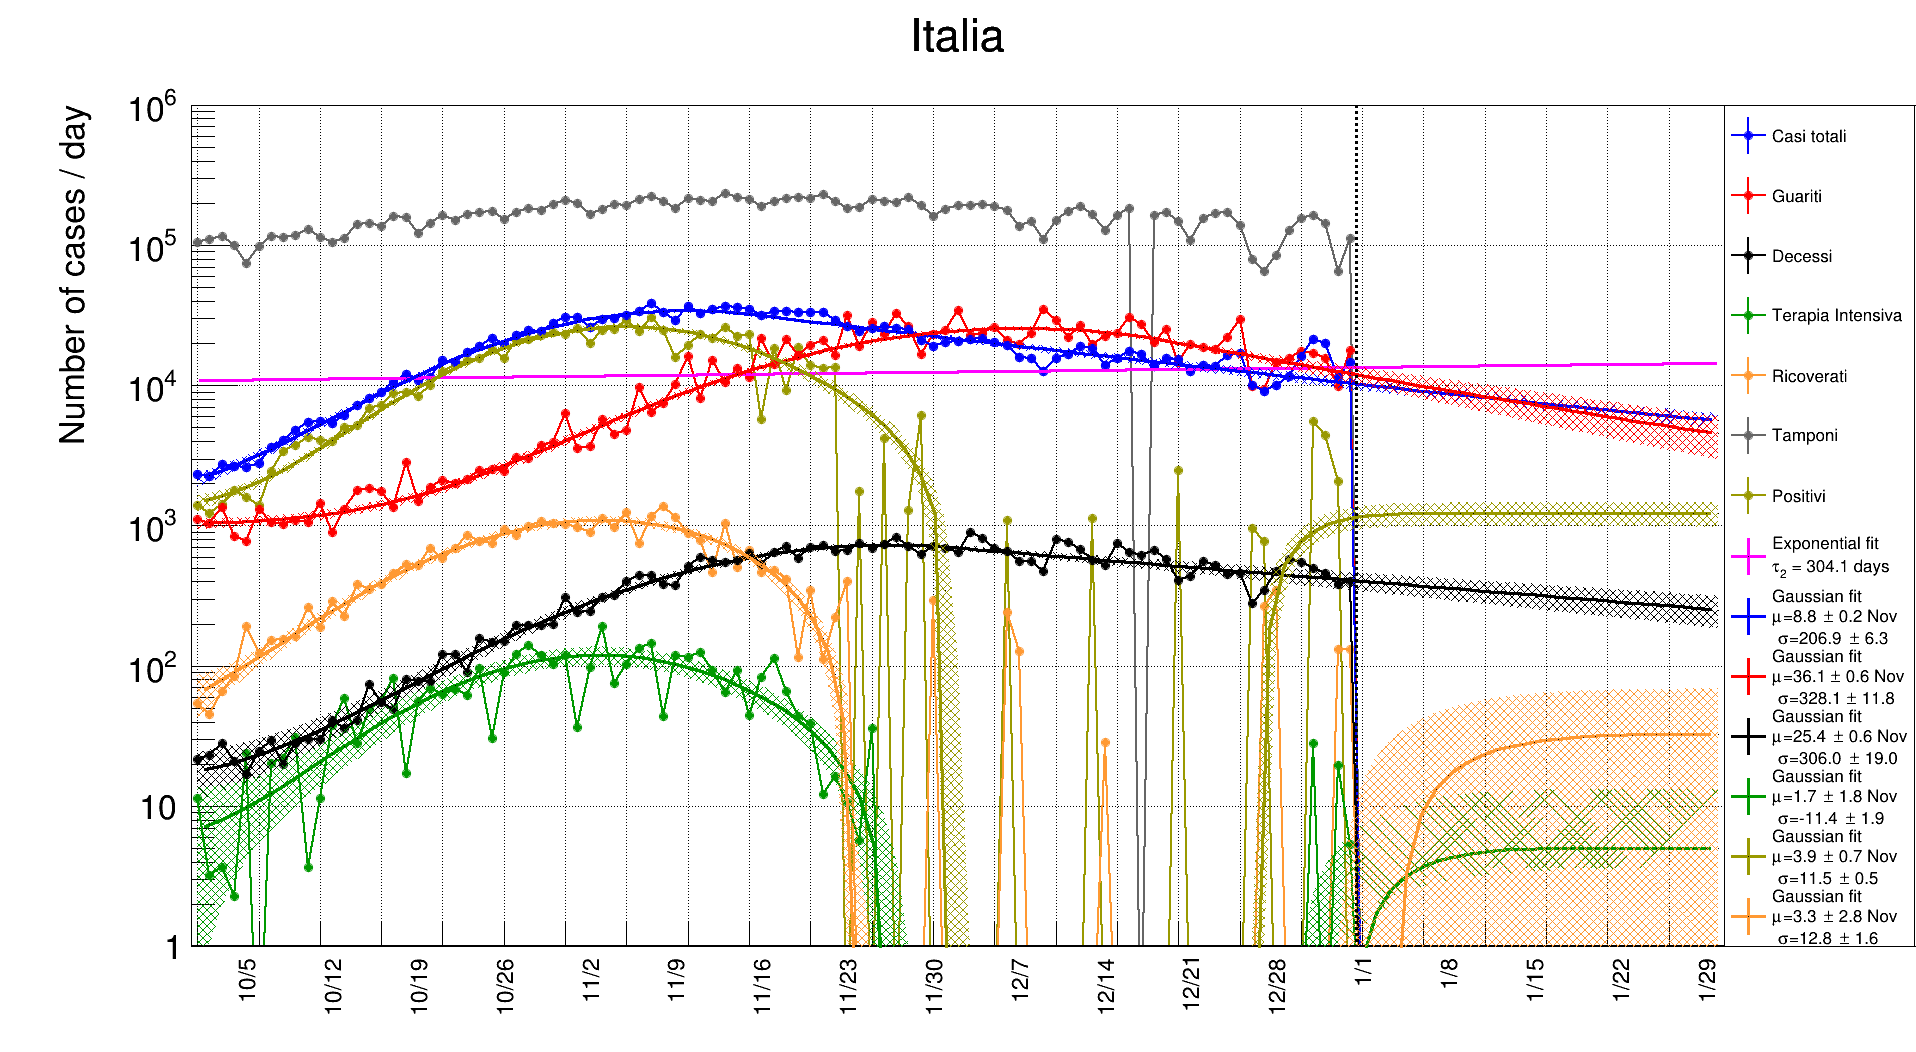 Italia
Number of cases / day
10^6
10^5
10^4
10^3
10^2
10
1
10/5
10/12
10/19
10/26
11/2
11/9
11/16
11/23
11/30
12/7
12/14
12/21
12/28
1/1
1/8
1/15
1/22
1/29
Casi totali
Guariti
Decessi
Terapia Intensiva
Ricoverati
Tamponi
Positivi
Exponential fit
τ₂ = 304.1 days
Gaussian fit
μ=8.8 ± 0.2 Nov
σ=206.9 ± 6.3
Gaussian fit
μ=36.1 ± 0.6 Nov
σ=328.1 ± 11.8
Gaussian fit
μ=25.4 ± 0.6 Nov
σ=306.0 ± 19.0
Gaussian fit
μ=1.7 ± 1.8 Nov
σ=-11.4 ± 1.9
Gaussian fit
μ=3.9 ± 0.7 Nov
σ=11.5 ± 0.5
Gaussian fit
μ=3.3 ± 2.8 Nov
σ=12.8 ± 1.6